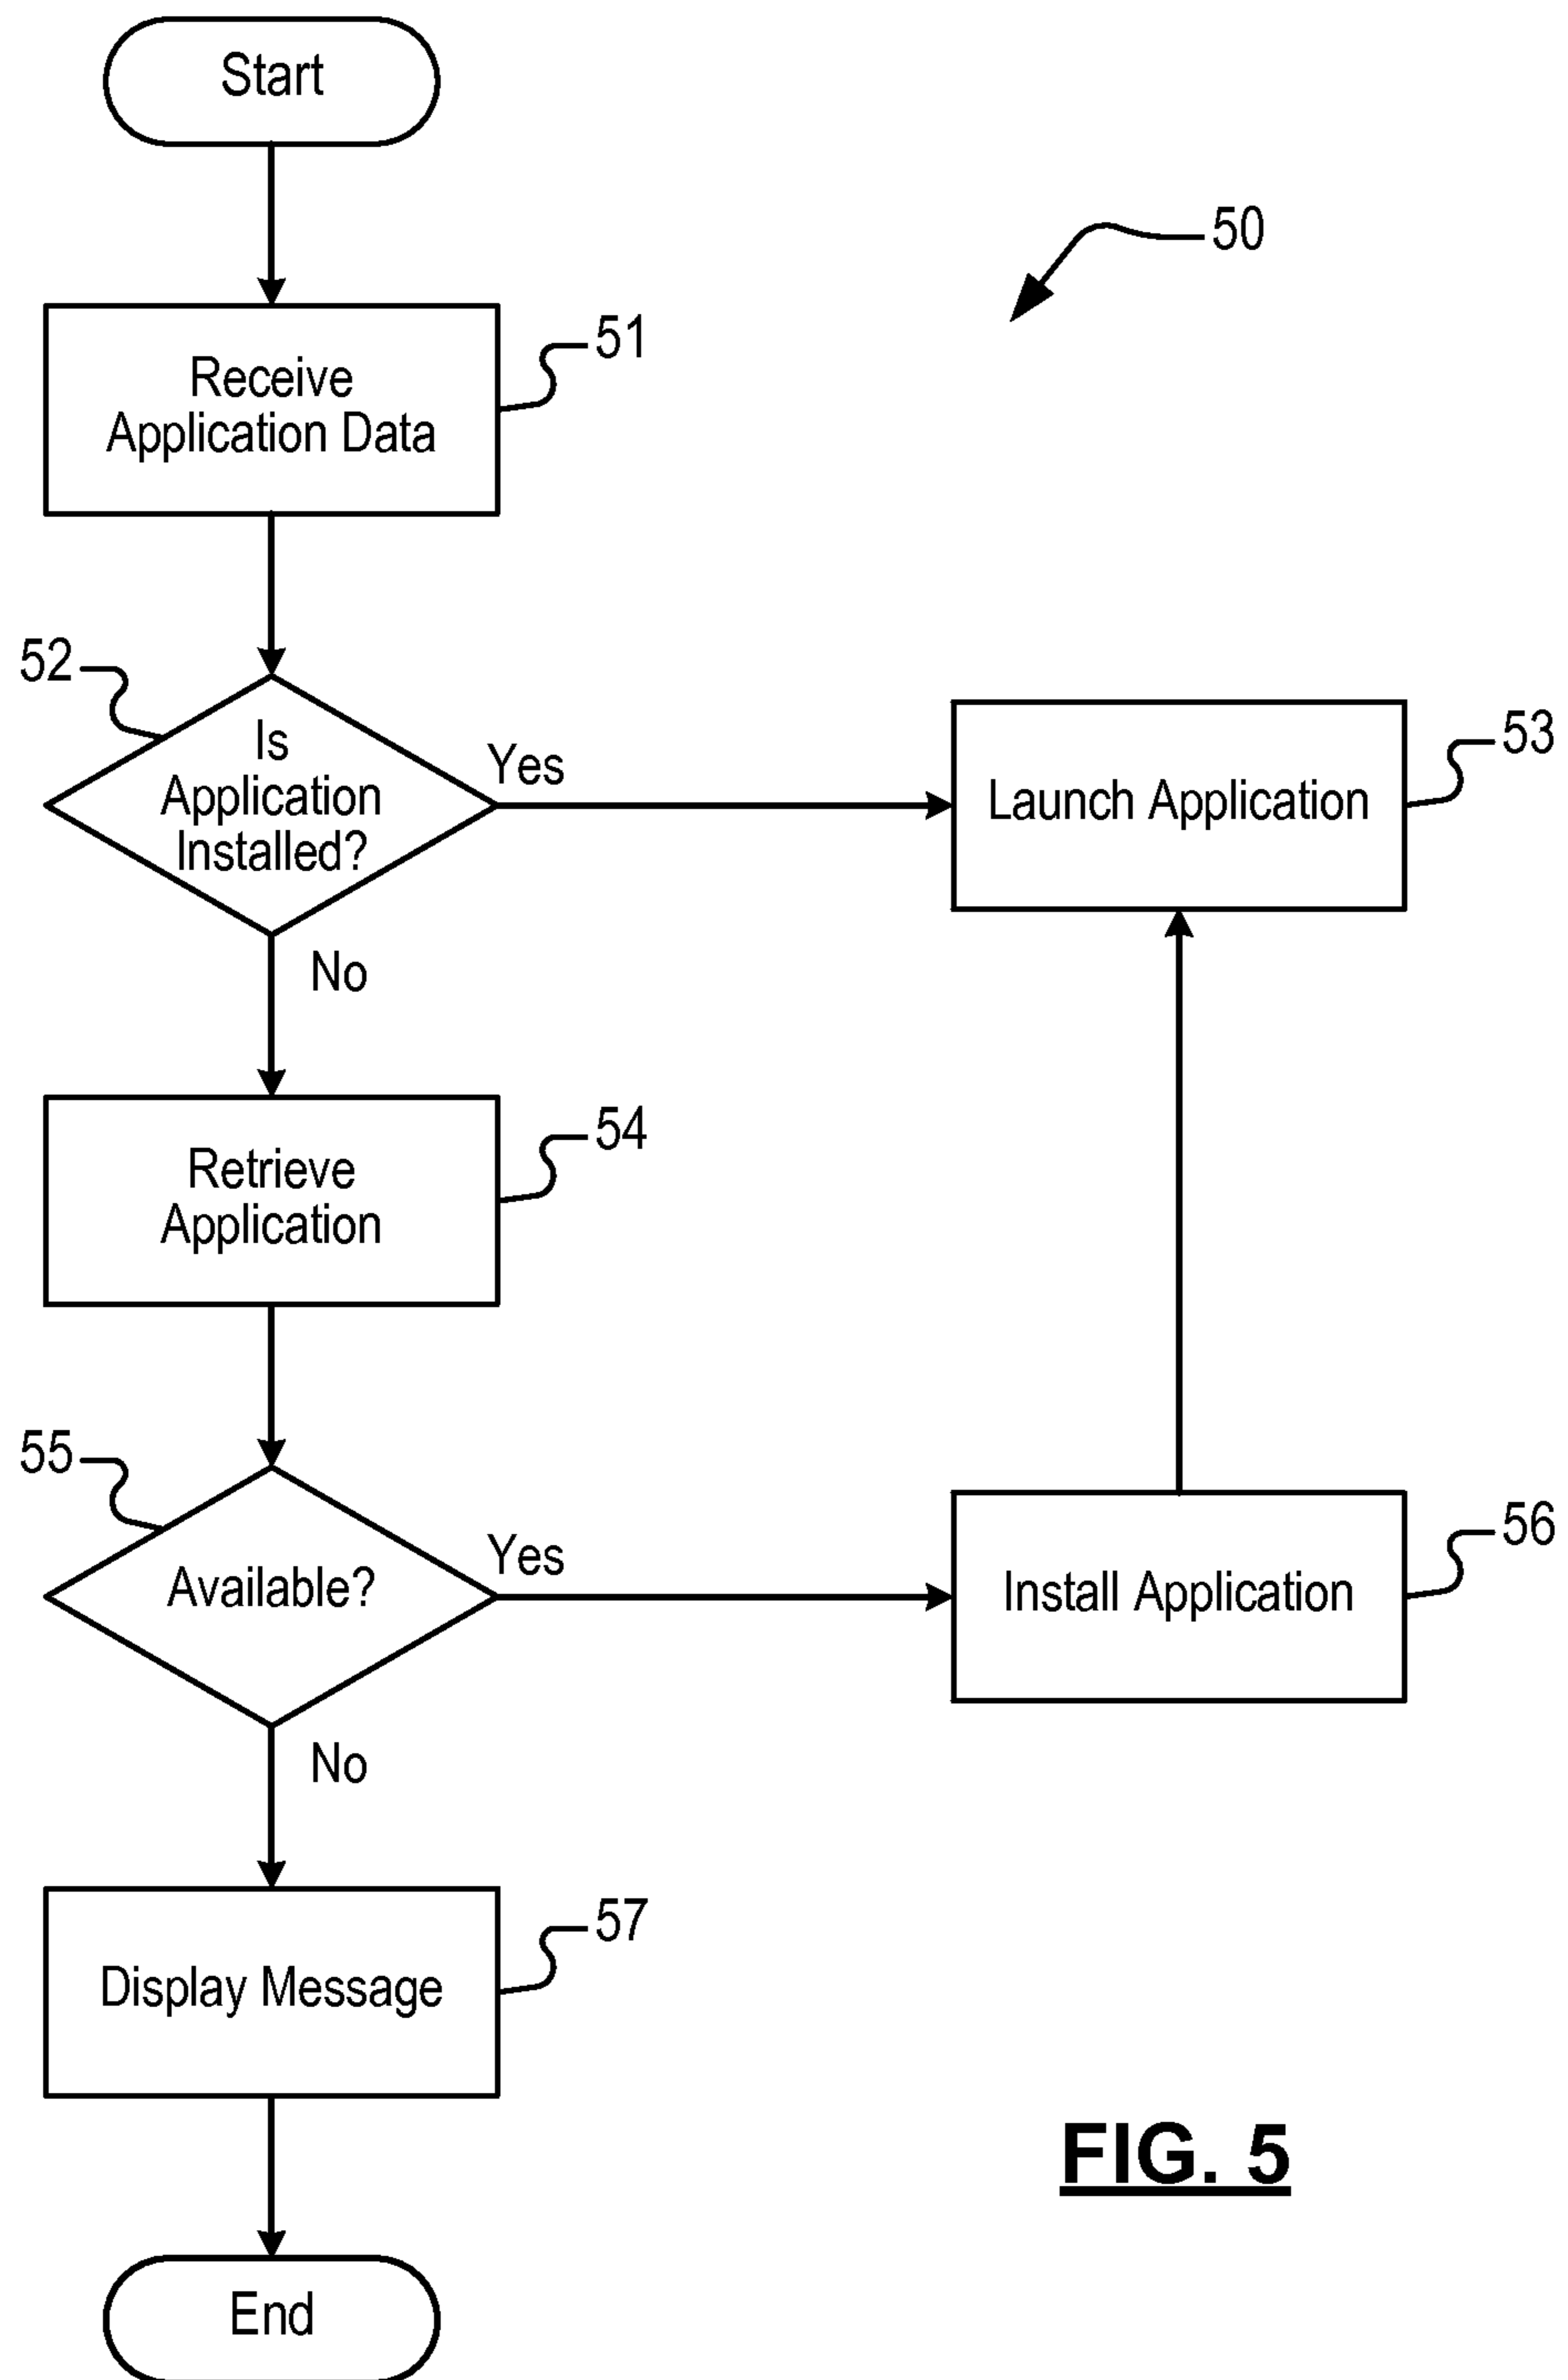 Start
50
51
Receive
Application Data
52
Is
Application
Installed?
Yes
53
Launch Application
No
54
Retrieve
Application
55
Available?
Yes
56
Install Application
No
57
Display Message
FIG. 5
End